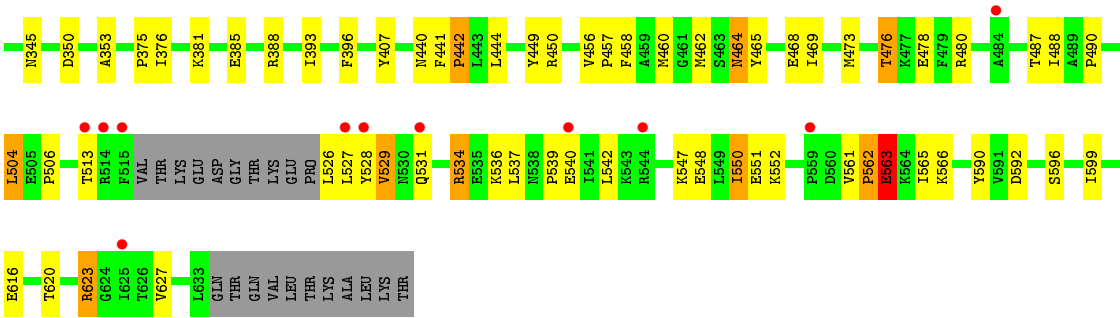 N345 D350 A353 P375 I376 K381 E385 R388 I393 F396 Y407 N440 F441 P442 L443 L444 Y449 R450 V456 P457 F458 A459 M460 G461 M462 S463 N464 Y465 E468 I469 M473 T476 K477 E478 F479 R480 A484 T487 I488 A489 P490
L504 E505 P506 T513 R514 F515 VAL THR LYS GLU ASP GLY THR LYS GLU PRO L526 L527 Y528 V529 N530 Q531 R534 E535 K536 L537 N538 P539 E540 I541 L542 K543 R544 K547 E548 L549 I550 E551 K552 P559 D560 V561 P562 E563 K564 I565 K566 Y590 V591 D592 S596 I599
E616 T620 R623 G624 I625 T626 V627 L633 GLN THR GLN VAL LEU THR LYS ALA LEU LYS THR